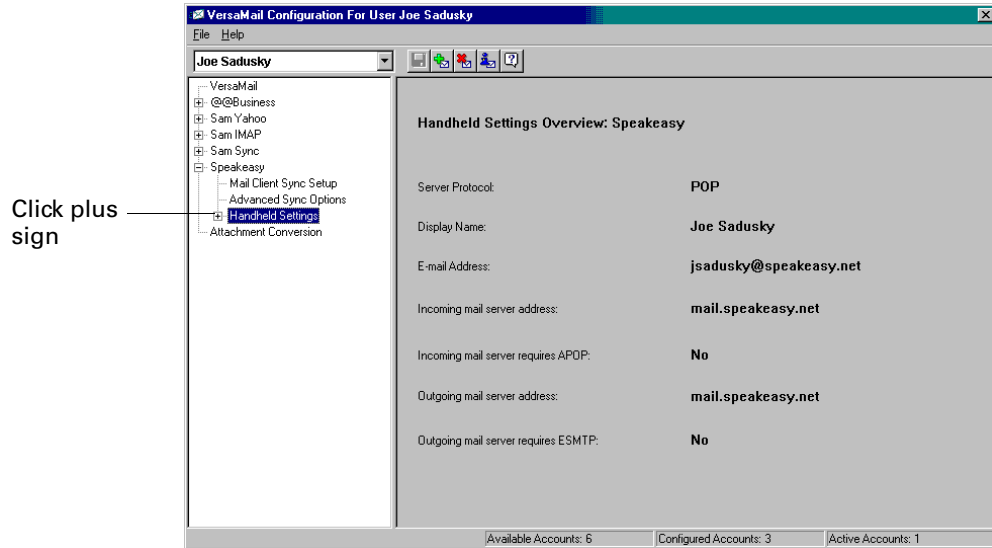 VersaMail Configuration For User Joe Sadusky
File Help
Joe Sadusky
VersaMail
@@Business
Sam Yahoo
Sam IMAP
Sam Sync
Speakeasy
Mail Client Sync Setup
Advanced Sync Options
Handheld Settings
Attachment Conversion
Click plus
sign
Handheld Settings Overview: Speakeasy
Server Protocol: POP
Display Name: Joe Sadusky
E-mail Address: jsadusky@speakeasy.net
Incoming mail server address: mail.speakeasy.net
Incoming mail server requires APOP: No
Outgoing mail server address: mail.speakeasy.net
Outgoing mail server requires ESMTP: No
Available Accounts: 6 Configured Accounts: 3 Active Accounts: 1